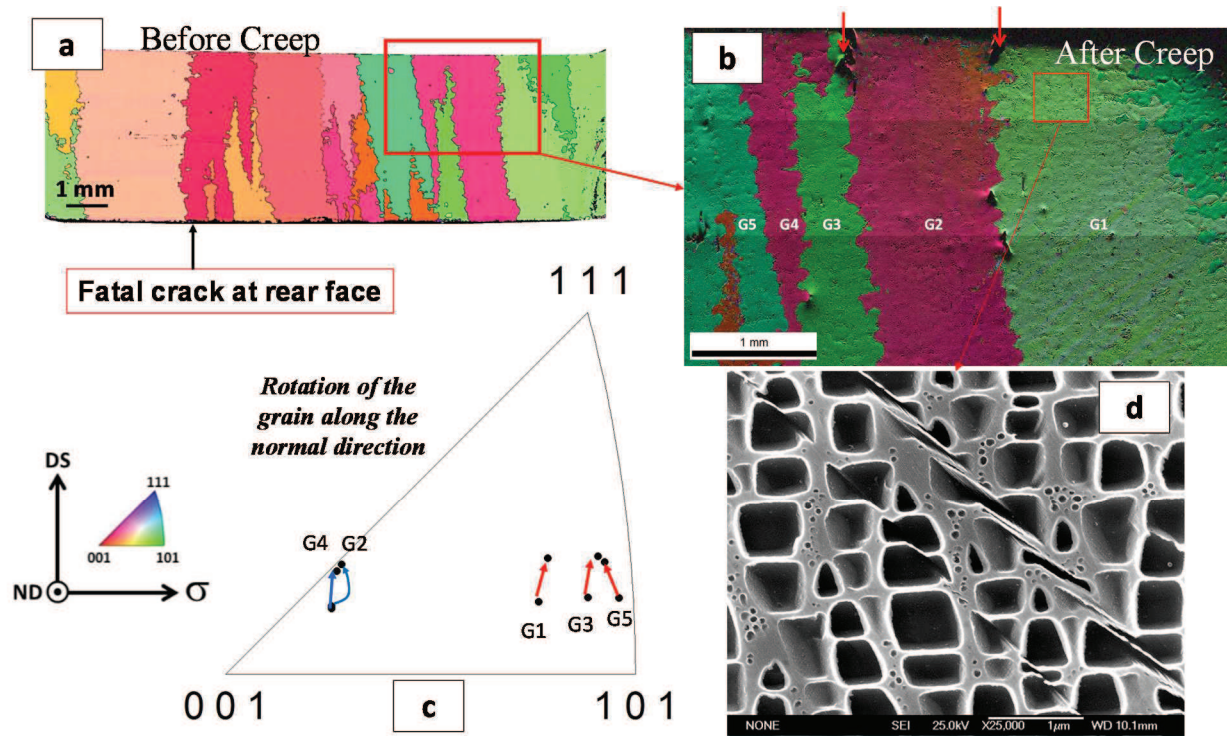 a
Before Creep
1 mm
Fatal crack at rear face
b
After Creep
G5
G4
G3
G2
G1
1 mm
1 1 1
Rotation of the
grain along the
normal direction
DS
ND
σ
111
001
101
G4
G2
G1
G3
G5
0 0 1
c
1 0 1
d
NONE
SEI
25.0kV
X25,000
1µm
WD 10.1mm